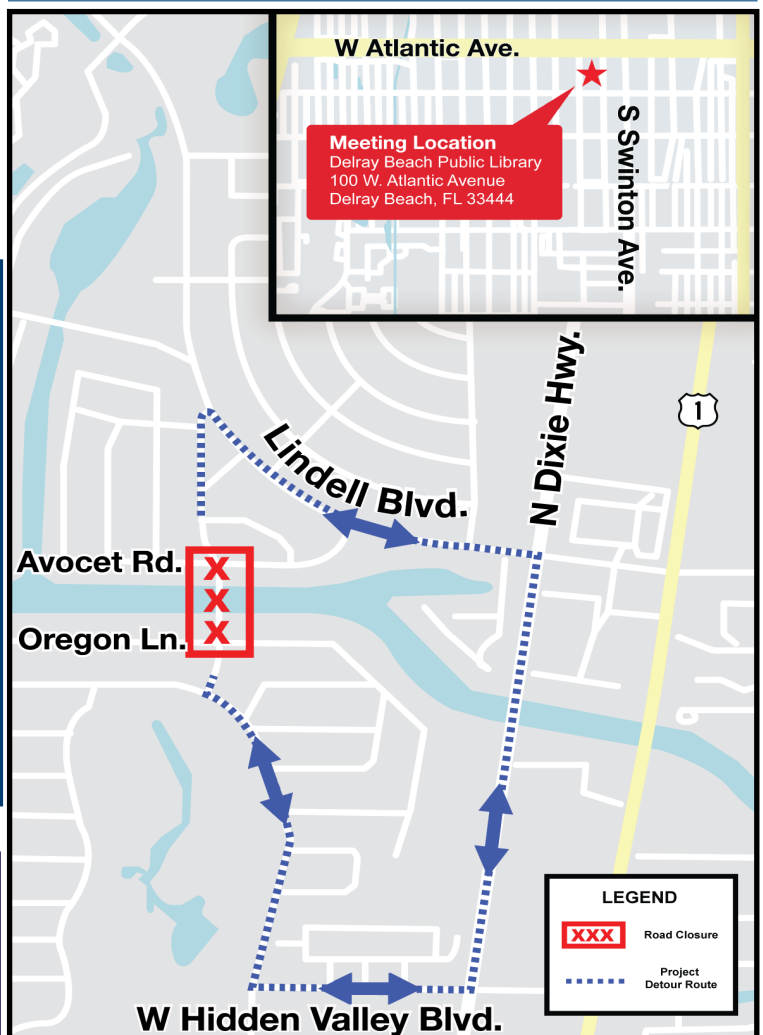 W Atlantic Ave.
Meeting Location
Delray Beach Public Library
100 W. Atlantic Avenue
Delray Beach, FL 33444
S Swinton Ave.
N Dixie Hwy.
1
Lindell Blvd.
Avocet Rd.
X
X
X
Oregon Ln.
LEGEND
XXX Road Closure
Project
Detour Route
W Hidden Valley Blvd.